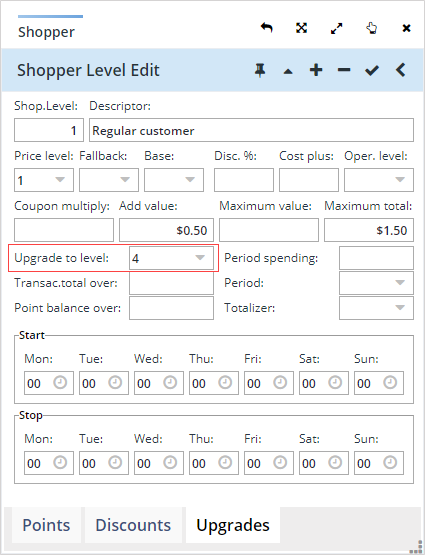 Shopper
Shopper Level Edit
Shop.Level: Descriptor:
1 Regular customer
Price level: Fallback: Base: Disc. %: Cost plus: Oper. level:
1
Coupon multiply: Add value: Maximum value: Maximum total:
$0.50 $1.50
Upgrade to level: 4 Period spending:
Transac.total over: Period:
Point balance over: Totalizer:
Start
Mon: Tue: Wed: Thu: Fri: Sat: Sun:
00 00 00 00 00 00 00
Stop
Mon: Tue: Wed: Thu: Fri: Sat: Sun:
00 00 00 00 00 00 00
Points Discounts Upgrades